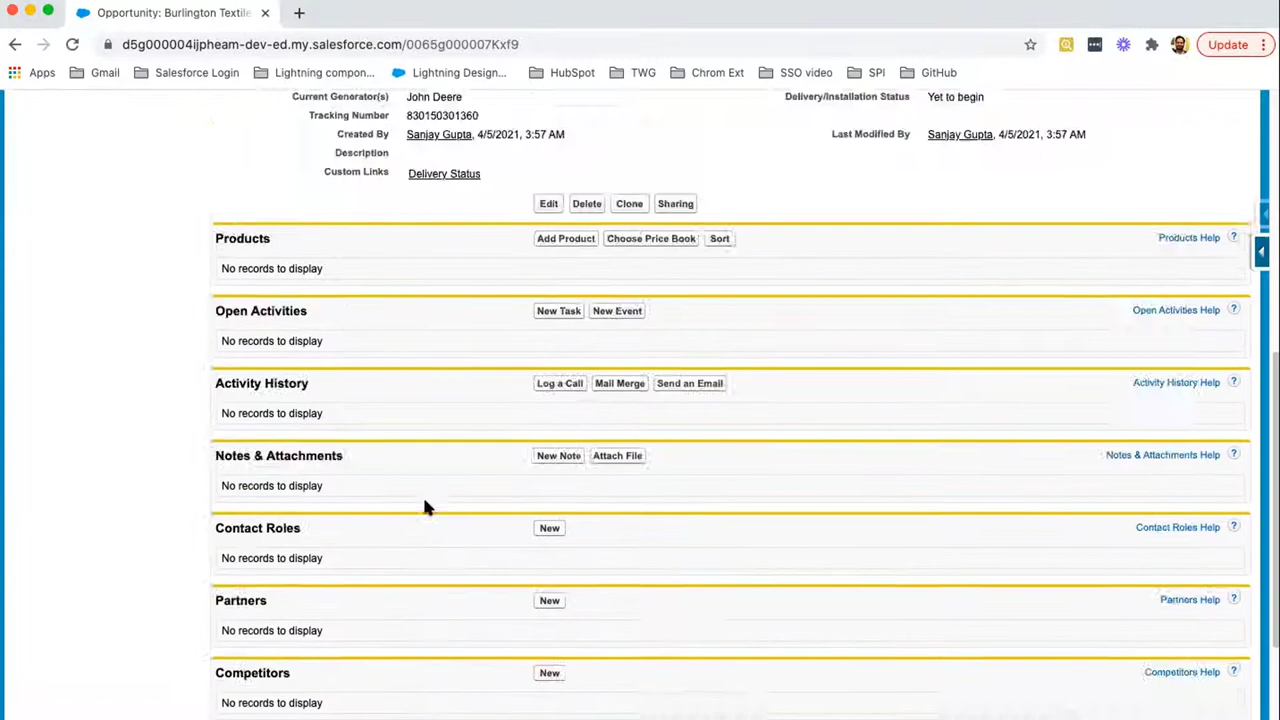 Opportunity: Burlington Textile
d5g000004ijpheam-dev-ed.my.salesforce.com/0065g000007Kxf9
Update
Apps Gmail Salesforce Login Lightning compon... Lightning Design... HubSpot TWG Chrom Ext SSO video SPI GitHub
Current Generator(s) John Deere Delivery/Installation Status Yet to begin
Tracking Number 830150301360
Created By Sanjay Gupta, 4/5/2021, 3:57 AM Last Modified By Sanjay Gupta, 4/5/2021, 3:57 AM
Description
Custom Links Delivery Status
Edit Delete Clone Sharing
Products Add Product Choose Price Book Sort Products Help ?
No records to display
Open Activities New Task New Event Open Activities Help ?
No records to display
Activity History Log a Call Mail Merge Send an Email Activity History Help ?
No records to display
Notes & Attachments New Note Attach File Notes & Attachments Help ?
No records to display
Contact Roles New Contact Roles Help ?
No records to display
Partners New Partners Help ?
No records to display
Competitors New Competitors Help ?
No records to display